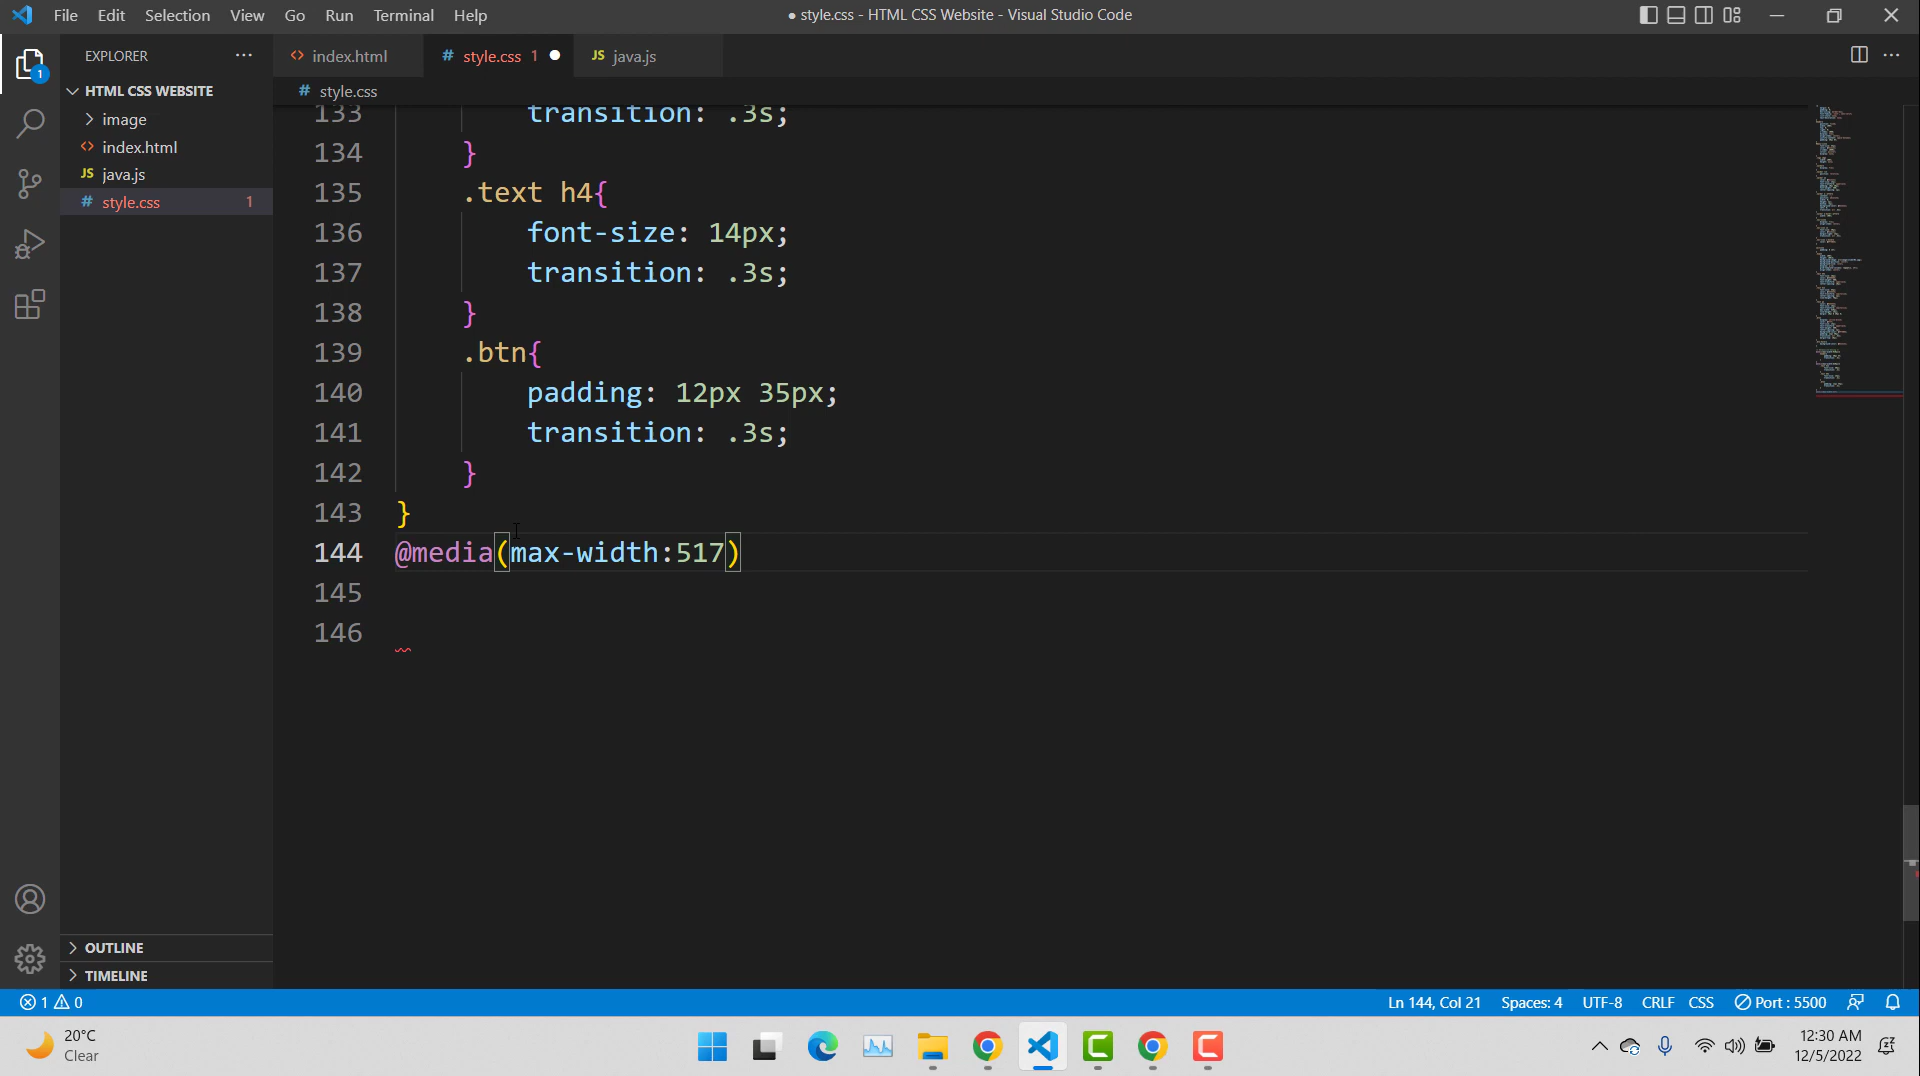 File Edit Selection View Go Run Terminal Help
● style.css - HTML CSS Website - Visual Studio Code
EXPLORER ...
<> index.html
# style.css 1 ●
JS java.js
HTML CSS WEBSITE
> image
<> index.html
JS java.js
# style.css 1
# style.css
133 transition: .3s;
134 }
135 .text h4{
136 font-size: 14px;
137 transition: .3s;
138 }
139 .btn{
140 padding: 12px 35px;
141 transition: .3s;
142 }
143 }
144 @media(max-width:517)
145
146
1
OUTLINE
TIMELINE
1 0
Ln 144, Col 21 Spaces: 4 UTF-8 CRLF CSS Port : 5500
20°C
Clear
12:30 AM
12/5/2022